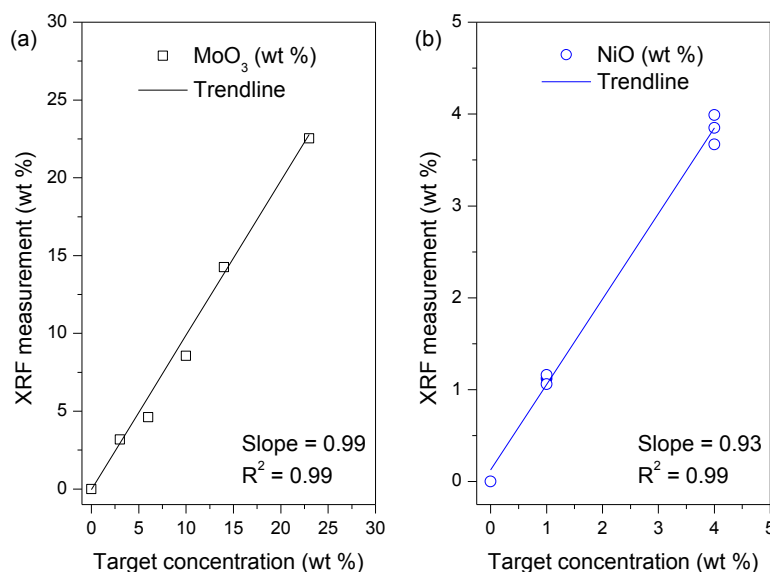 (a)
MoO₃ (wt %)
Trendline
XRF measurement (wt %)
30
25
20
15
10
5
0
Slope = 0.99
R² = 0.99
0 5 10 15 20 25 30
Target concentration (wt %)
(b)
NiO (wt %)
Trendline
XRF measurement (wt %)
5
4
3
2
1
0
Slope = 0.93
R² = 0.99
0 1 2 3 4 5
Target concentration (wt %)